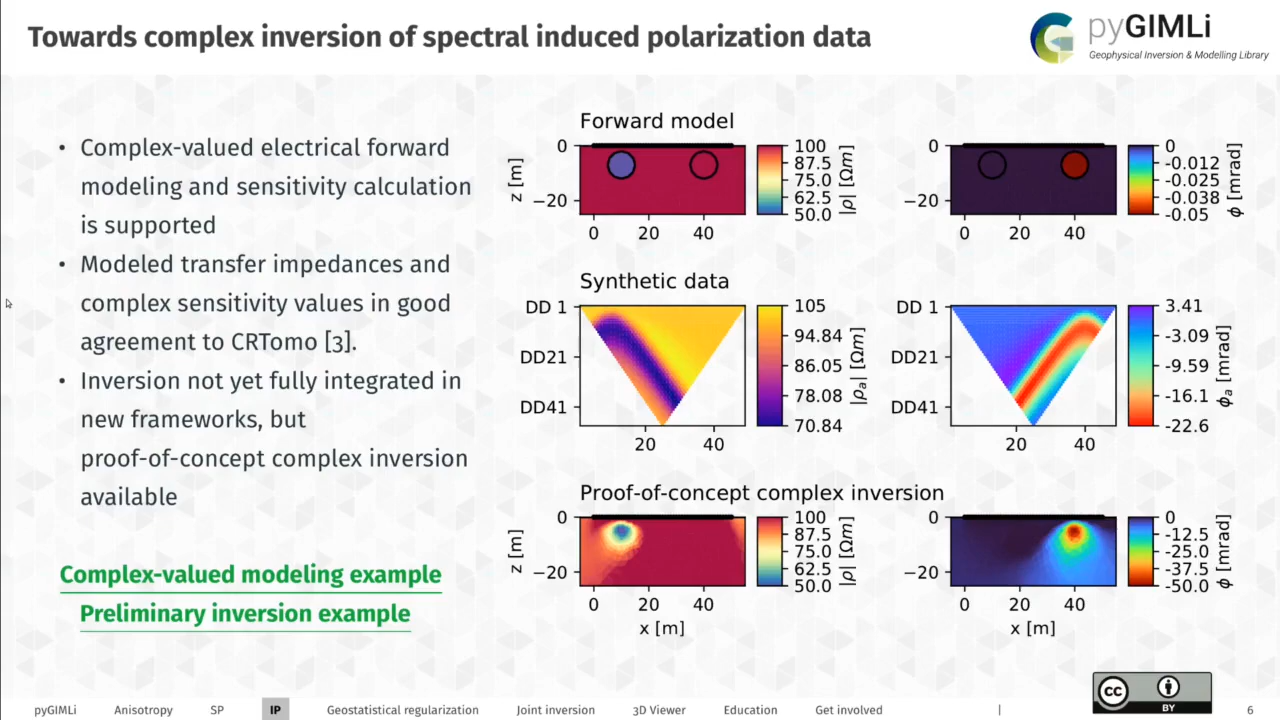 Towards complex inversion of spectral induced polarization data
pyGIMLi
Geophysical Inversion & Modelling Library
• Complex-valued electrical forward
modeling and sensitivity calculation
is supported
• Modeled transfer impedances and
complex sensitivity values in good
agreement to CRTomo [3].
• Inversion not yet fully integrated in
new frameworks, but
proof-of-concept complex inversion
available
Complex-valued modeling example
Preliminary inversion example
Forward model
z [m]
0
−20
0 20 40
100
87.5
75.0
62.5
50.0
|ρ| [Ωm]
0
−20
0 20 40
0
-0.012
-0.025
-0.038
-0.05
ϕ [mrad]
Synthetic data
DD 1
DD21
DD41
20 40
105
94.84
86.05
78.08
70.84
|ρa| [Ωm]
DD 1
DD21
DD41
20 40
3.41
-3.09
-9.59
-16.1
-22.6
ϕa [mrad]
Proof-of-concept complex inversion
z [m]
0
−20
0 20 40
x [m]
100
87.5
75.0
62.5
50.0
|ρ| [Ωm]
0
−20
0 20 40
x [m]
0
-12.5
-25.0
-37.5
-50.0
ϕ [mrad]
cc BY
pyGIMLi Anisotropy SP IP Geostatistical regularization Joint inversion 3D Viewer Education Get involved | 6